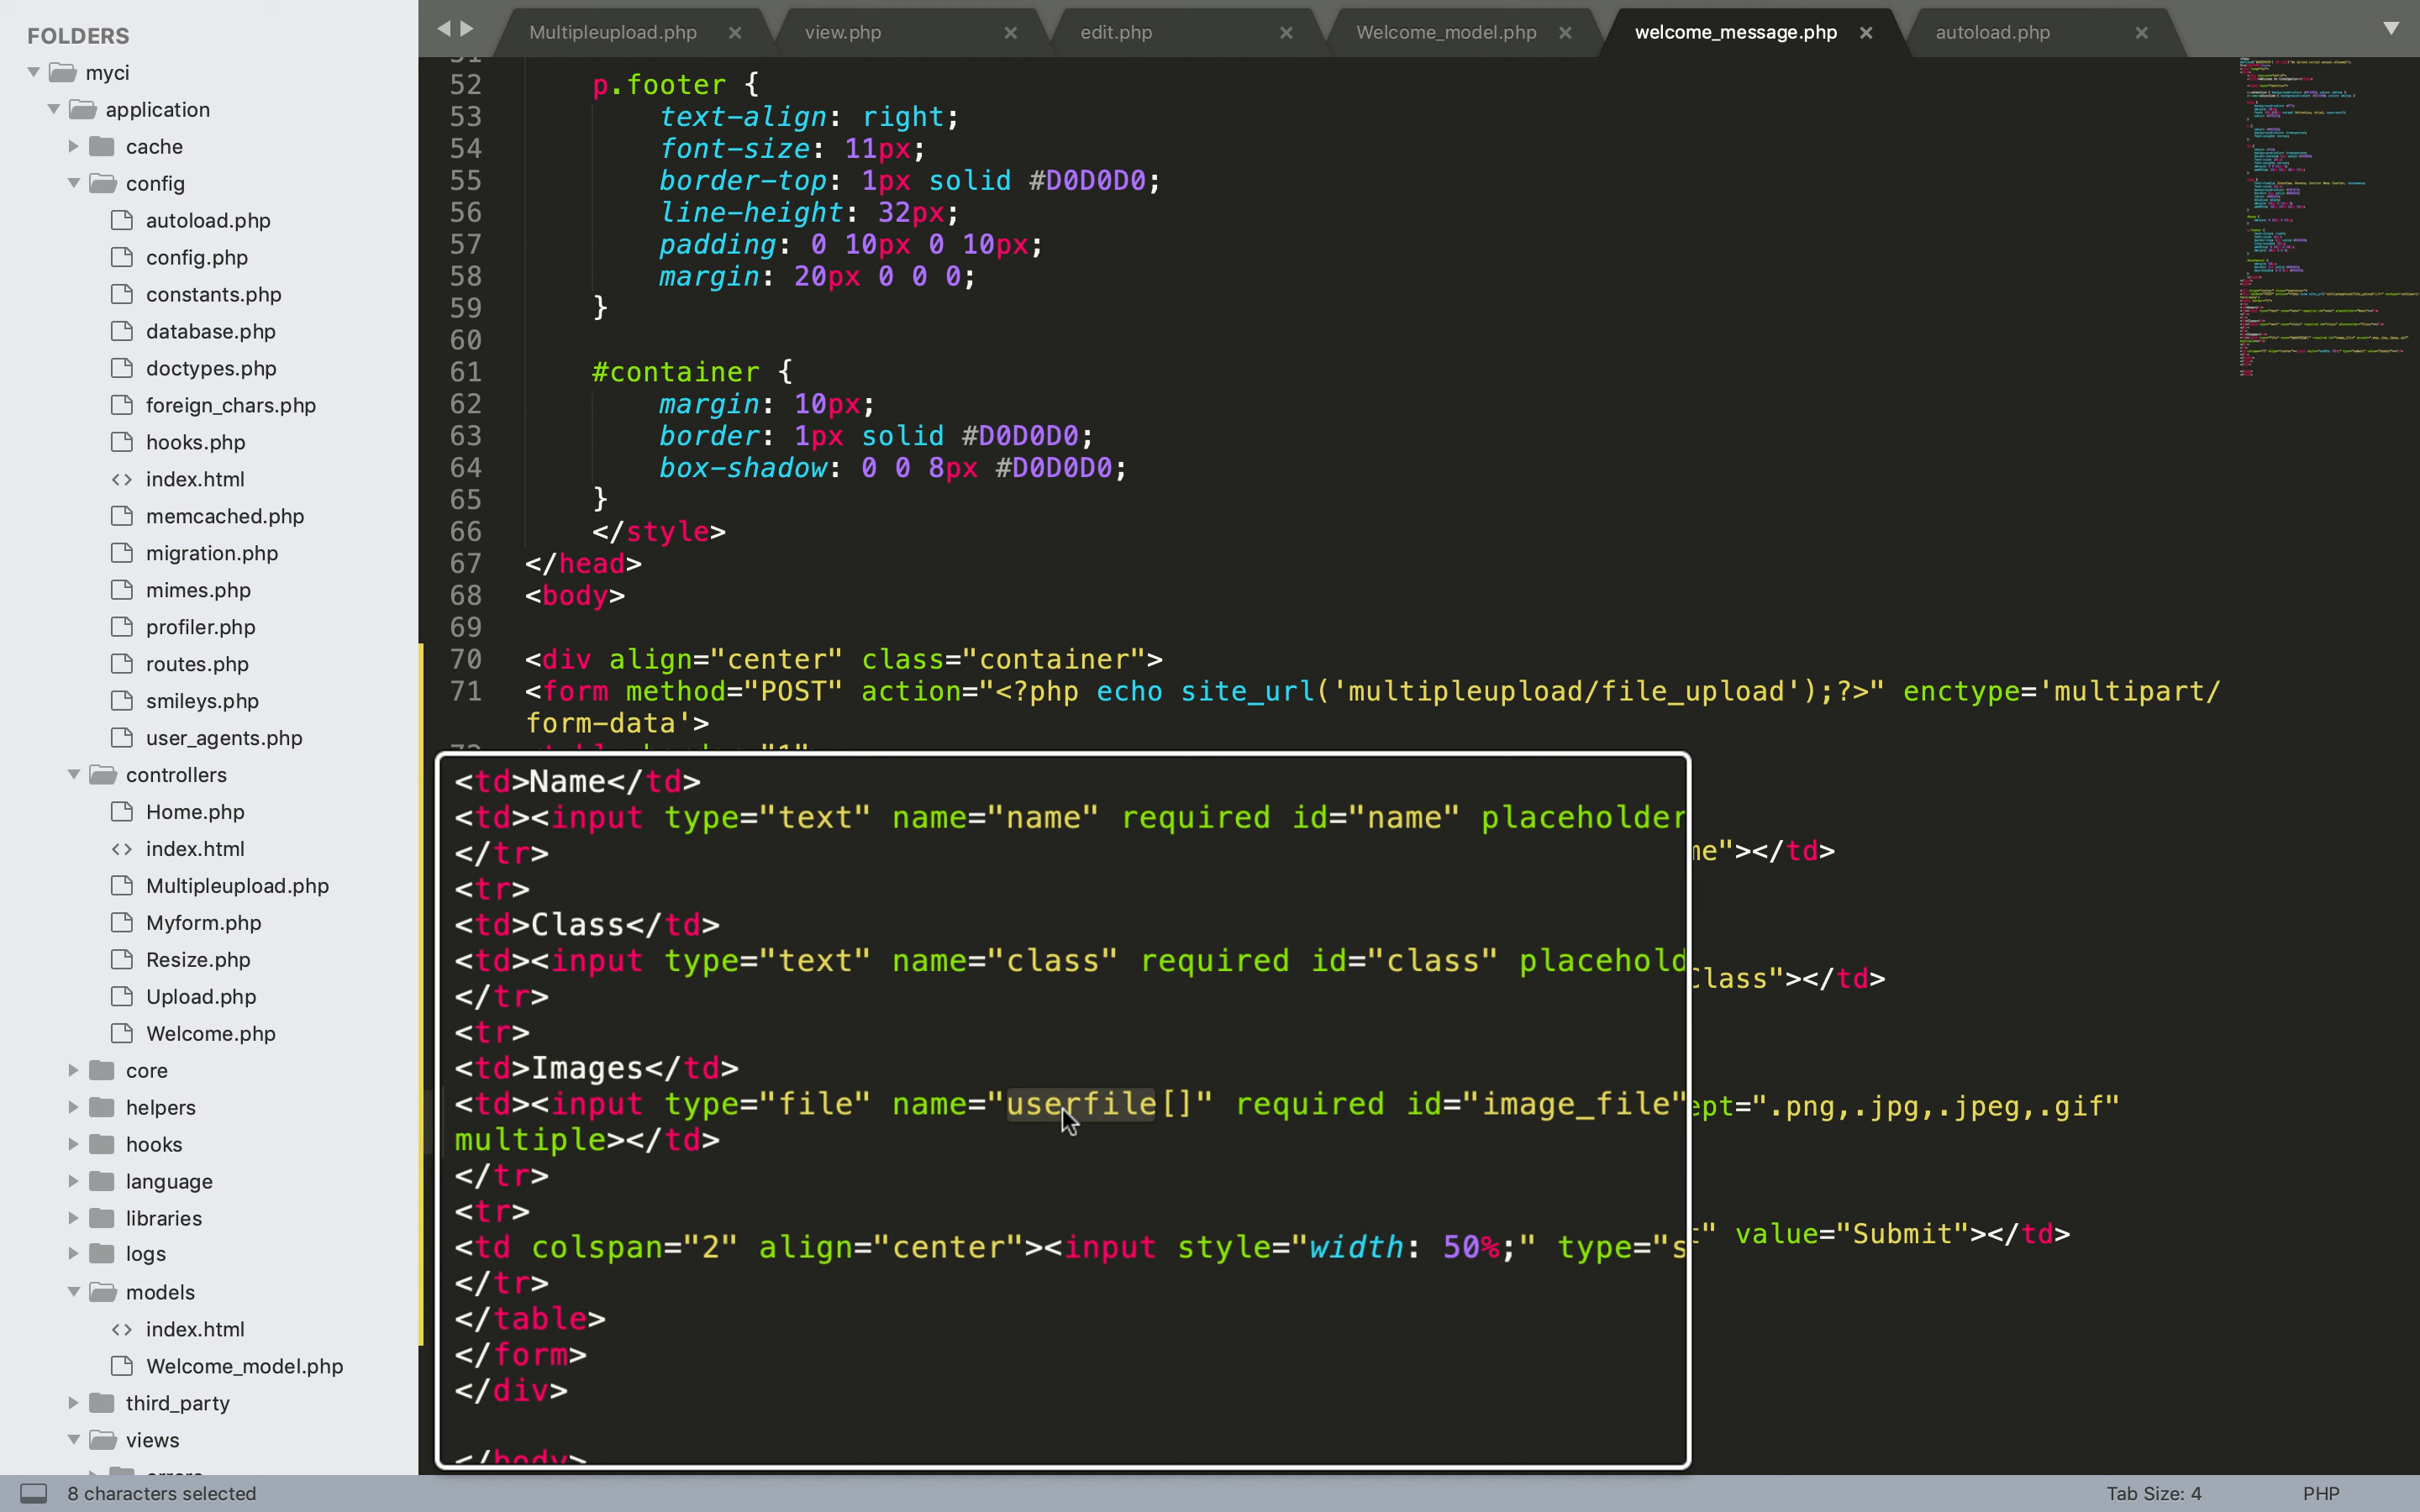 FOLDERS
myci
application
cache
config
autoload.php
config.php
constants.php
database.php
doctypes.php
foreign_chars.php
hooks.php
<> index.html
memcached.php
migration.php
mimes.php
profiler.php
routes.php
smileys.php
user_agents.php
controllers
Home.php
<> index.html
Multipleupload.php
Myform.php
Resize.php
Upload.php
Welcome.php
core
helpers
hooks
language
libraries
logs
models
<> index.html
Welcome_model.php
third_party
views
Multipleupload.php × view.php × edit.php × Welcome_model.php × welcome_message.php × autoload.php ×
52 p.footer {
53 text-align: right;
54 font-size: 11px;
55 border-top: 1px solid #D0D0D0;
56 line-height: 32px;
57 padding: 0 10px 0 10px;
58 margin: 20px 0 0 0;
59 }
60
61 #container {
62 margin: 10px;
63 border: 1px solid #D0D0D0;
64 box-shadow: 0 0 8px #D0D0D0;
65 }
66 </style>
67 </head>
68 <body>
69
70 <div align="center" class="container">
71 <form method="POST" action="<?php echo site_url('multipleupload/file_upload');?>" enctype='multipart/
form-data'>
<td>Name</td>
<td><input type="text" name="name" required id="name" placeholder
</tr>
<tr>
<td>Class</td>
<td><input type="text" name="class" required id="class" placehold
</tr>
<tr>
<td>Images</td>
<td><input type="file" name="userfile[]" required id="image_file"
multiple></td>
</tr>
<tr>
<td colspan="2" align="center"><input style="width: 50%;" type="s
</tr>
</table>
</form>
</div>
</body>
me"></td>
Class"></td>
ept=".png,.jpg,.jpeg,.gif"
t" value="Submit"></td>
8 characters selected
Tab Size: 4
PHP